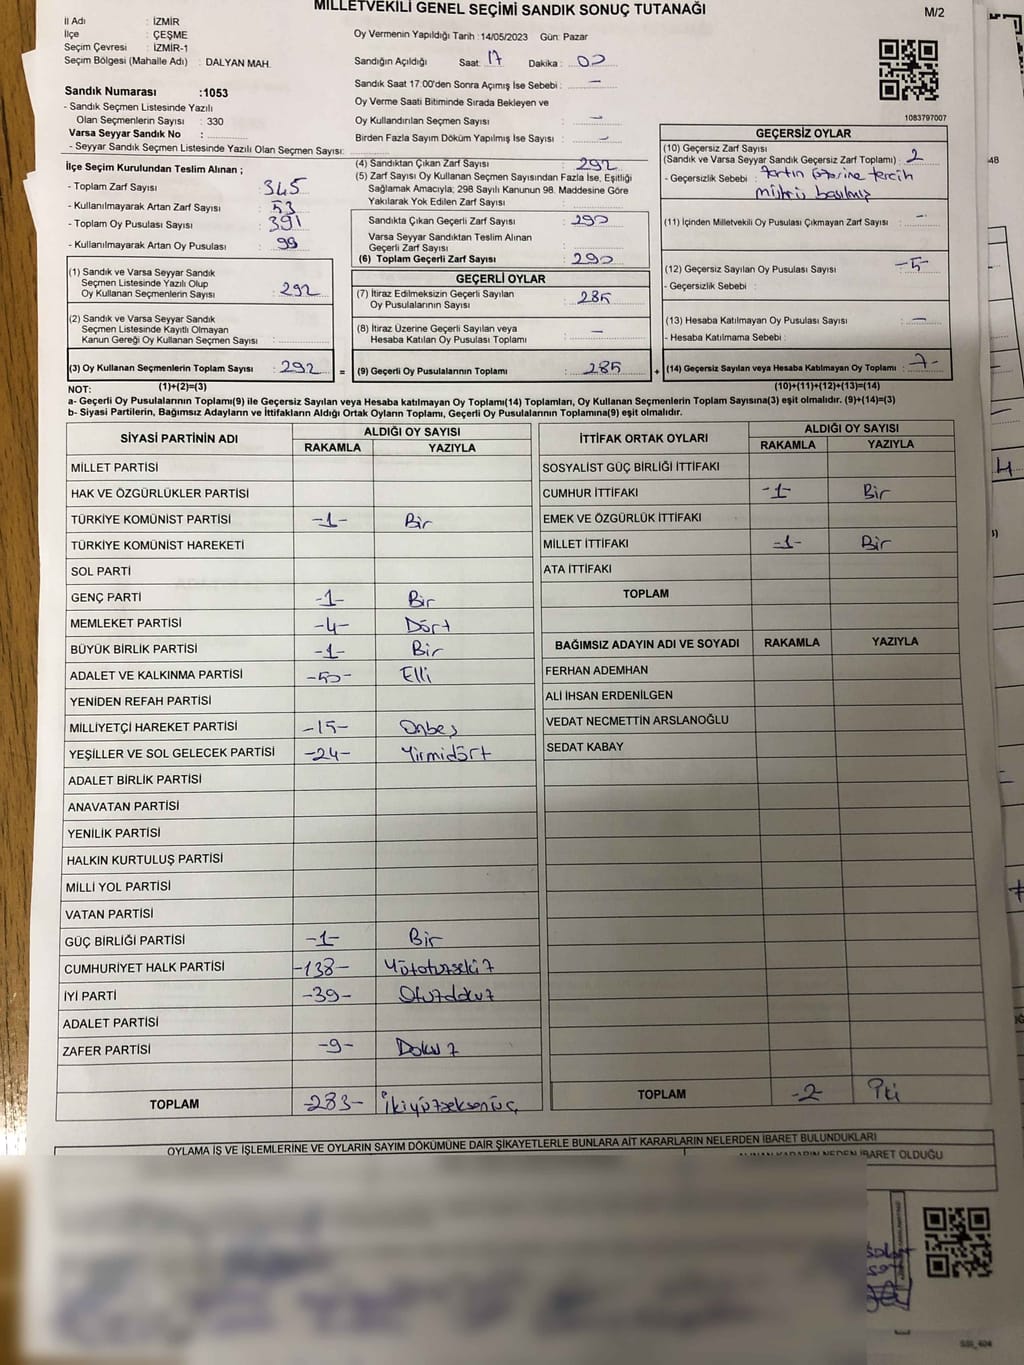 MİLLETVEKİLİ GENEL SEÇİMİ SANDIK SONUÇ TUTANAĞI
M/2
İl Adı : İZMİR
İlçe : ÇEŞME
Seçim Çevresi : İZMİR-1
Seçim Bölgesi (Mahalle Adı) : DALYAN MAH.
Oy Vermenin Yapıldığı Tarih :14/05/2023 Gün: Pazar
Sandığın Açıldığı Saat: 17 Dakika : 00
Sandık Saat 17:00'den Sonra Açımış İse Sebebi : —
Oy Verme Saati Bitiminde Sırada Bekleyen ve
Oy Kullandırılan Seçmen Sayısı : —
Birden Fazla Sayım Döküm Yapılmış İse Sayısı : —
Sandık Numarası :1053
- Sandık Seçmen Listesinde Yazılı
Olan Seçmenlerin Sayısı : 330
Varsa Seyyar Sandık No :
- Seyyar Sandık Seçmen Listesinde Yazılı Olan Seçmen Sayısı:
1083797007
İlçe Seçim Kurulundan Teslim Alınan ;
- Toplam Zarf Sayısı : 345
- Kullanılmayarak Artan Zarf Sayısı : 53
- Toplam Oy Pusulası Sayısı : 391
- Kullanılmayarak Artan Oy Pusulası : 99
(1) Sandık ve Varsa Seyyar Sandık
Seçmen Listesinde Yazılı Olup
Oy Kullanan Seçmenlerin Sayısı : 292
(2) Sandık ve Varsa Seyyar Sandık
Seçmen Listesinde Kayıtlı Olmayan
Kanun Gereği Oy Kullanan Seçmen Sayısı :
(3) Oy Kullanan Seçmenlerin Toplam Sayısı : 292 =
(4) Sandıktan Çıkan Zarf Sayısı : 292
(5) Zarf Sayısı Oy Kullanan Seçmen Sayısından Fazla İse, Eşitliği
Sağlamak Amacıyla; 298 Sayılı Kanunun 98. Maddesine Göre
Yakılarak Yok Edilen Zarf Sayısı :
Sandıkta Çıkan Geçerli Zarf Sayısı : 290
Varsa Seyyar Sandıktan Teslim Alınan
Geçerli Zarf Sayısı :
(6) Toplam Geçerli Zarf Sayısı : 290
GEÇERLİ OYLAR
(7) İtiraz Edilmeksizin Geçerli Sayılan
Oy Pusulalarının Sayısı : 285
(8) İtiraz Üzerine Geçerli Sayılan veya
Hesaba Katılan Oy Pusulası Toplamı : —
(9) Geçerli Oy Pusulalarının Toplamı : 285 +
GEÇERSİZ OYLAR
(10) Geçersiz Zarf Sayısı
(Sandık ve Varsa Seyyar Sandık Geçersiz Zarf Toplamı) : 2
- Geçersizlik Sebebi : zarfın üzerine tercih
mührü basılmış
(11) İçinden Milletvekili Oy Pusulası Çıkmayan Zarf Sayısı : -
(12) Geçersiz Sayılan Oy Pusulası Sayısı : -5-
- Geçersizlik Sebebi :
(13) Hesaba Katılmayan Oy Pusulası Sayısı : —
- Hesaba Katılmama Sebebi :
(14) Geçersiz Sayılan veya Hesaba Katılmayan Oy Toplamı : 7-
NOT: (1)+(2)=(3) (10)+(11)+(12)+(13)=(14)
a- Geçerli Oy Pusulalarının Toplamı(9) ile Geçersiz Sayılan veya Hesaba katılmayan Oy Toplamı(14) Toplamları, Oy Kullanan Seçmenlerin Toplam Sayısına(3) eşit olmalıdır. (9)+(14)=(3)
b- Siyasi Partilerin, Bağımsız Adayların ve İttifakların Aldığı Ortak Oyların Toplamı, Geçerli Oy Pusulalarının Toplamına(9) eşit olmalıdır.
SİYASİ PARTİNİN ADI ALDIĞI OY SAYISI
RAKAMLA YAZIYLA
MİLLET PARTİSİ
HAK VE ÖZGÜRLÜKLER PARTİSİ
TÜRKİYE KOMÜNİST PARTİSİ -1- Bir
TÜRKİYE KOMÜNİST HAREKETİ
SOL PARTİ
GENÇ PARTİ -1- Bir
MEMLEKET PARTİSİ -4- Dört
BÜYÜK BİRLİK PARTİSİ -1- Bir
ADALET VE KALKINMA PARTİSİ -50- Elli
YENİDEN REFAH PARTİSİ
MİLLİYETÇİ HAREKET PARTİSİ -15- Onbeş
YEŞİLLER VE SOL GELECEK PARTİSİ -24- Yirmidört
ADALET BİRLİK PARTİSİ
ANAVATAN PARTİSİ
YENİLİK PARTİSİ
HALKIN KURTULUŞ PARTİSİ
MİLLİ YOL PARTİSİ
VATAN PARTİSİ
GÜÇ BİRLİĞİ PARTİSİ -1- Bir
CUMHURİYET HALK PARTİSİ -138- Yüzotuzsekiz
İYİ PARTİ -39- Otuzdokuz
ADALET PARTİSİ
ZAFER PARTİSİ -9- Dokuz
TOPLAM -283- ikiyüzseksenüç
İTTİFAK ORTAK OYLARI ALDIĞI OY SAYISI
RAKAMLA YAZIYLA
SOSYALİST GÜÇ BİRLİĞİ İTTİFAKI
CUMHUR İTTİFAKI -1- Bir
EMEK VE ÖZGÜRLÜK İTTİFAKI
MİLLET İTTİFAKI -1- Bir
ATA İTTİFAKI
TOPLAM
BAĞIMSIZ ADAYIN ADI VE SOYADI RAKAMLA YAZIYLA
FERHAN ADEMHAN
ALİ İHSAN ERDENİLGEN
VEDAT NECMETTİN ARSLANOĞLU
SEDAT KABAY
TOPLAM -2- İki
OYLAMA İŞ VE İŞLEMLERİNE VE OYLARIN SAYIM DÖKÜMÜNE DAİR ŞİKAYETLERLE BUNLARA AİT KARARLARIN NELERDEN İBARET BULUNDUKLARI
ALINAN KARARIN NEDEN İBARET OLDUĞU